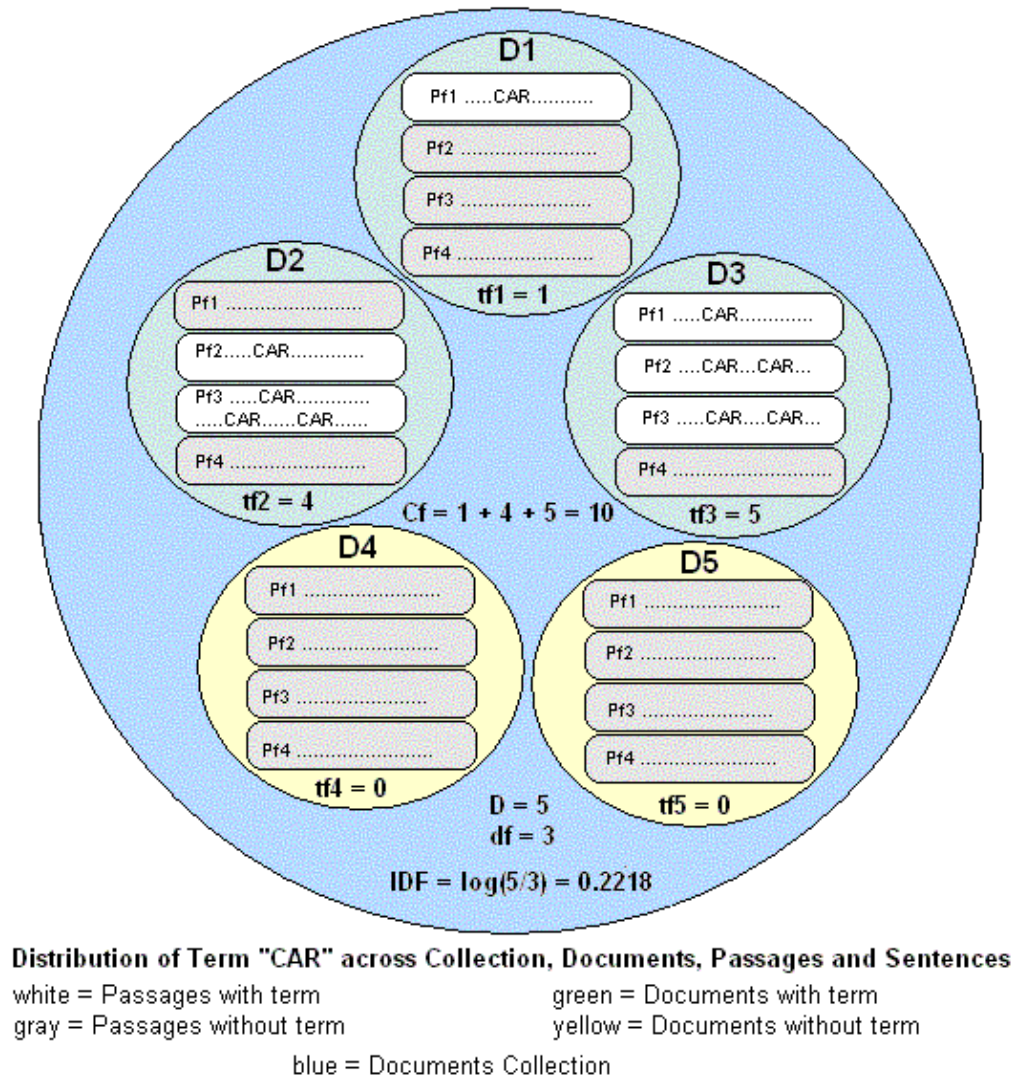 D1
Pf1 .....CAR...........
Pf2 ..........................
Pf3 .........................
Pf4 ..........................
tf1 = 1
D2
Pf1 ..........................
Pf2.....CAR.............
Pf3 .....CAR.............
.....CAR......CAR......
Pf4 ..........................
tf2 = 4
D3
Pf1 .....CAR.............
Pf2 ....CAR...CAR...
Pf3 .....CAR....CAR...
Pf4 ..............................
tf3 = 5
Cf = 1 + 4 + 5 = 10
D4
Pf1 ..........................
Pf2 ..........................
Pf3 .........................
Pf4 ..........................
tf4 = 0
D5
Pf1 ..........................
Pf2 ..........................
Pf3 .........................
Pf4 ..........................
tf5 = 0
D = 5
df = 3
IDF = log(5/3) = 0.2218
Distribution of Term "CAR" across Collection, Documents, Passages and Sentences
white = Passages with term
green = Documents with term
gray = Passages without term
yellow = Documents without term
blue = Documents Collection